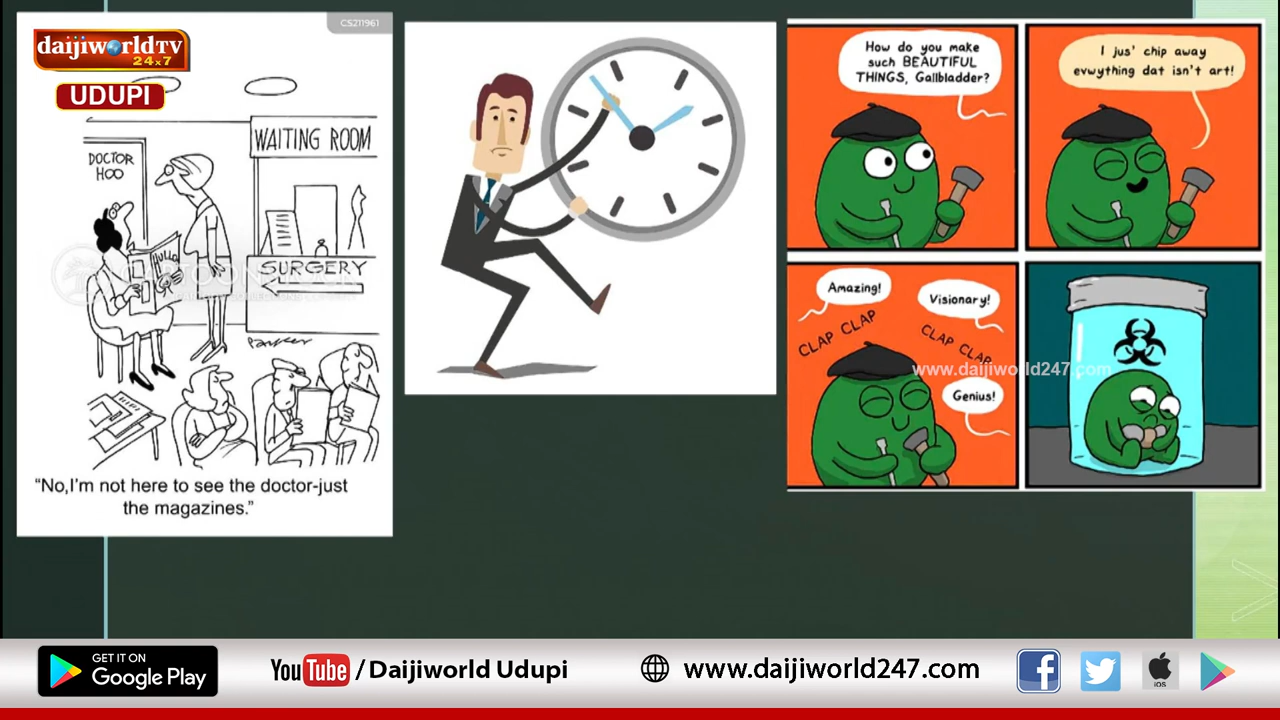 CS211961
daijiworldTV
24x7
UDUPI
DOCTOR
HOO
WAITING ROOM
SURGERY
Parker
“No,I’m not here to see the doctor-just
the magazines.”
How do you make
such BEAUTIFUL
THINGS, Gallbladder?
I jus' chip away
evwything dat isn't art!
Amazing!
Visionary!
CLAP CLAP
CLAP CLAP
Genius!
www.daijiworld247.com
GET IT ON
Google Play
YouTube / Daijiworld Udupi
www.daijiworld247.com
iOS